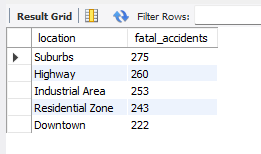 Result Grid Filter Rows:
location fatal_accidents
Suburbs 275
Highway 260
Industrial Area 253
Residential Zone 243
Downtown 222